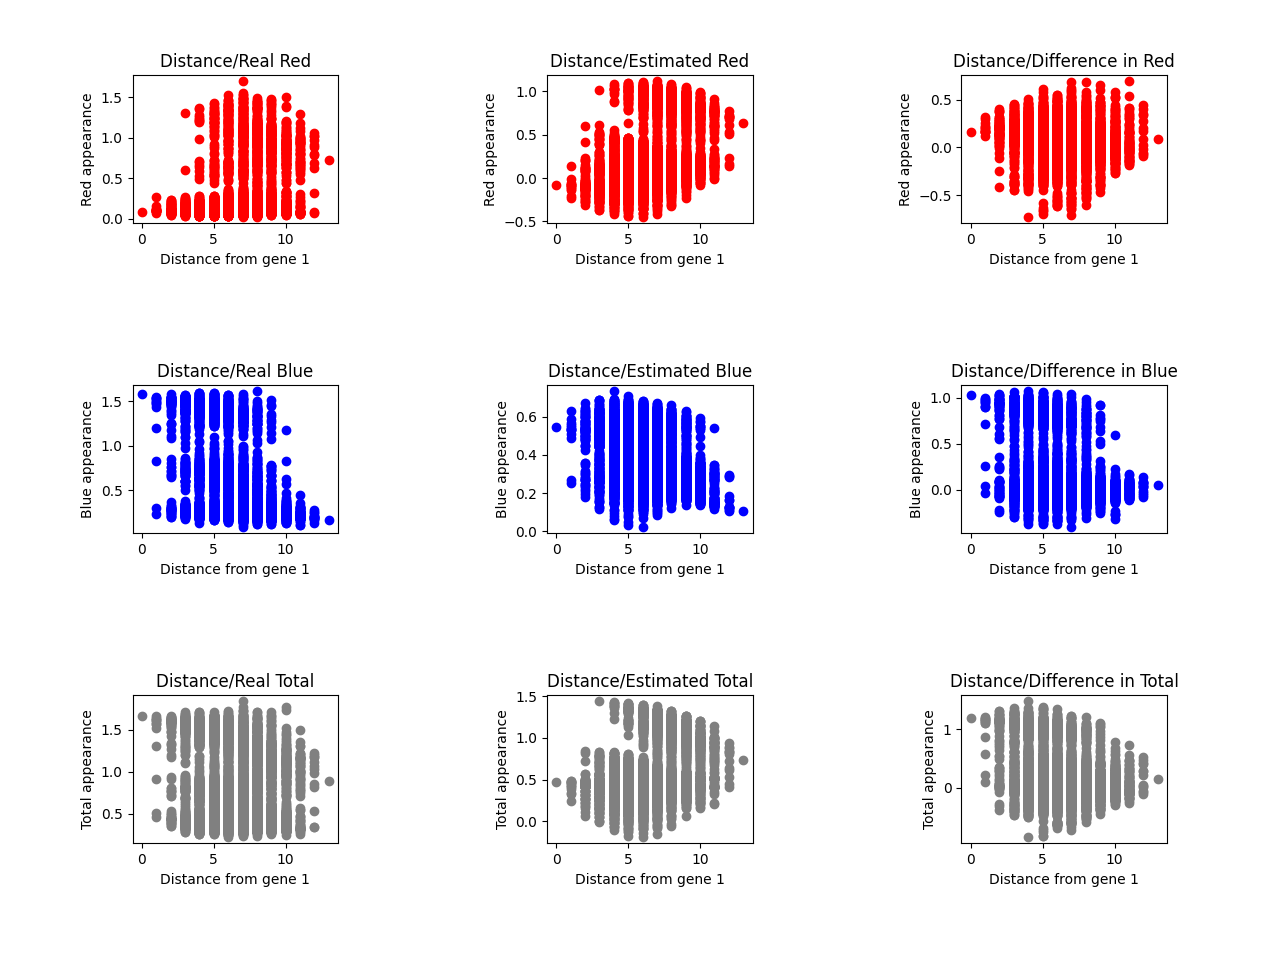 Distance/Real Red
Distance/Estimated Red
Distance/Difference in Red
Red appearance
1.5
1.0
0.5
0.0
0
5
10
Distance from gene 1
Red appearance
1.0
0.5
0.0
−0.5
0
5
10
Distance from gene 1
Red appearance
0.5
0.0
−0.5
0
5
10
Distance from gene 1
Distance/Real Blue
Distance/Estimated Blue
Distance/Difference in Blue
Blue appearance
1.5
1.0
0.5
0
5
10
Distance from gene 1
Blue appearance
0.6
0.4
0.2
0.0
0
5
10
Distance from gene 1
Blue appearance
1.0
0.5
0.0
0
5
10
Distance from gene 1
Distance/Real Total
Distance/Estimated Total
Distance/Difference in Total
Total appearance
1.5
1.0
0.5
0
5
10
Distance from gene 1
Total appearance
1.5
1.0
0.5
0.0
0
5
10
Distance from gene 1
Total appearance
1
0
0
5
10
Distance from gene 1